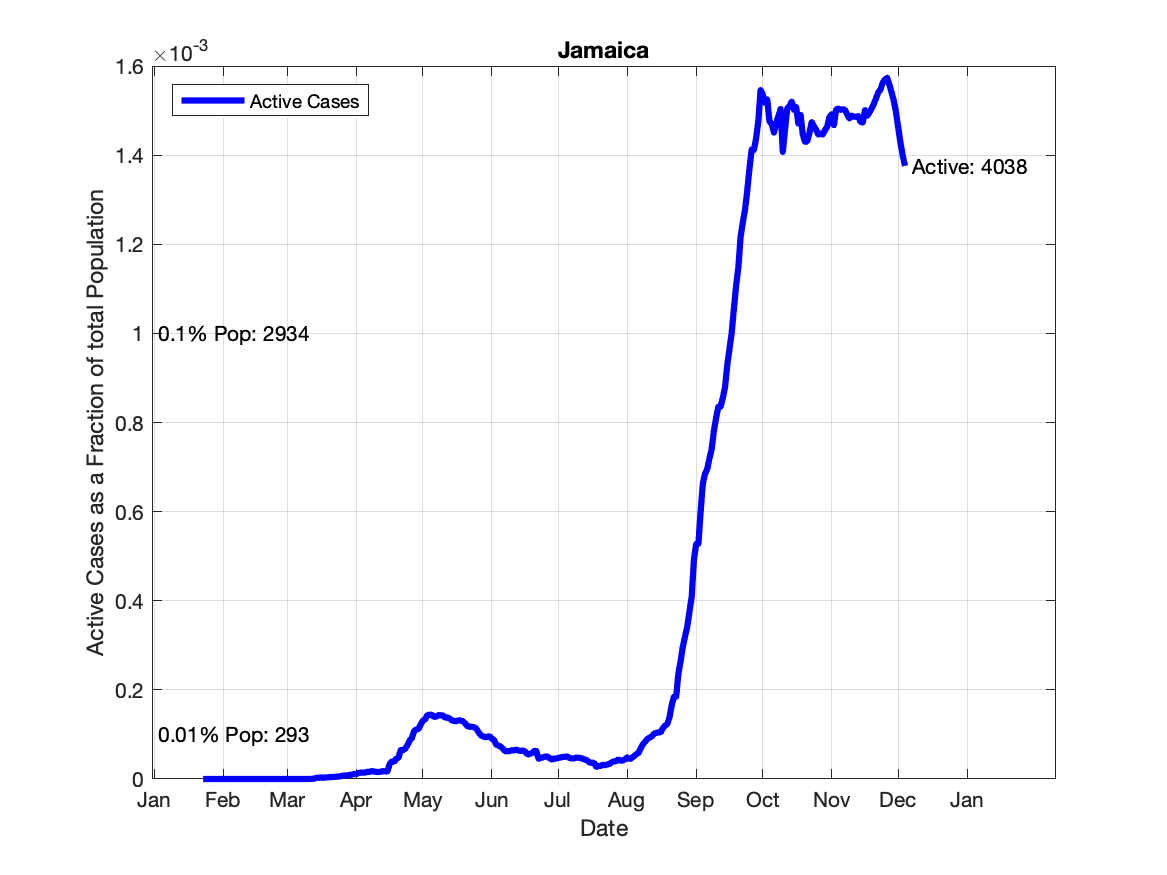 ×10-3
Jamaica
1.6
Active Cases
1.4
Active: 4038
1.2
1
0.1% Pop: 2934
0.8
0.6
0.4
0.2
0.01% Pop: 293
0
Active Cases as a Fraction of total Population
Jan Feb Mar Apr May Jun Jul Aug Sep Oct Nov Dec Jan
Date